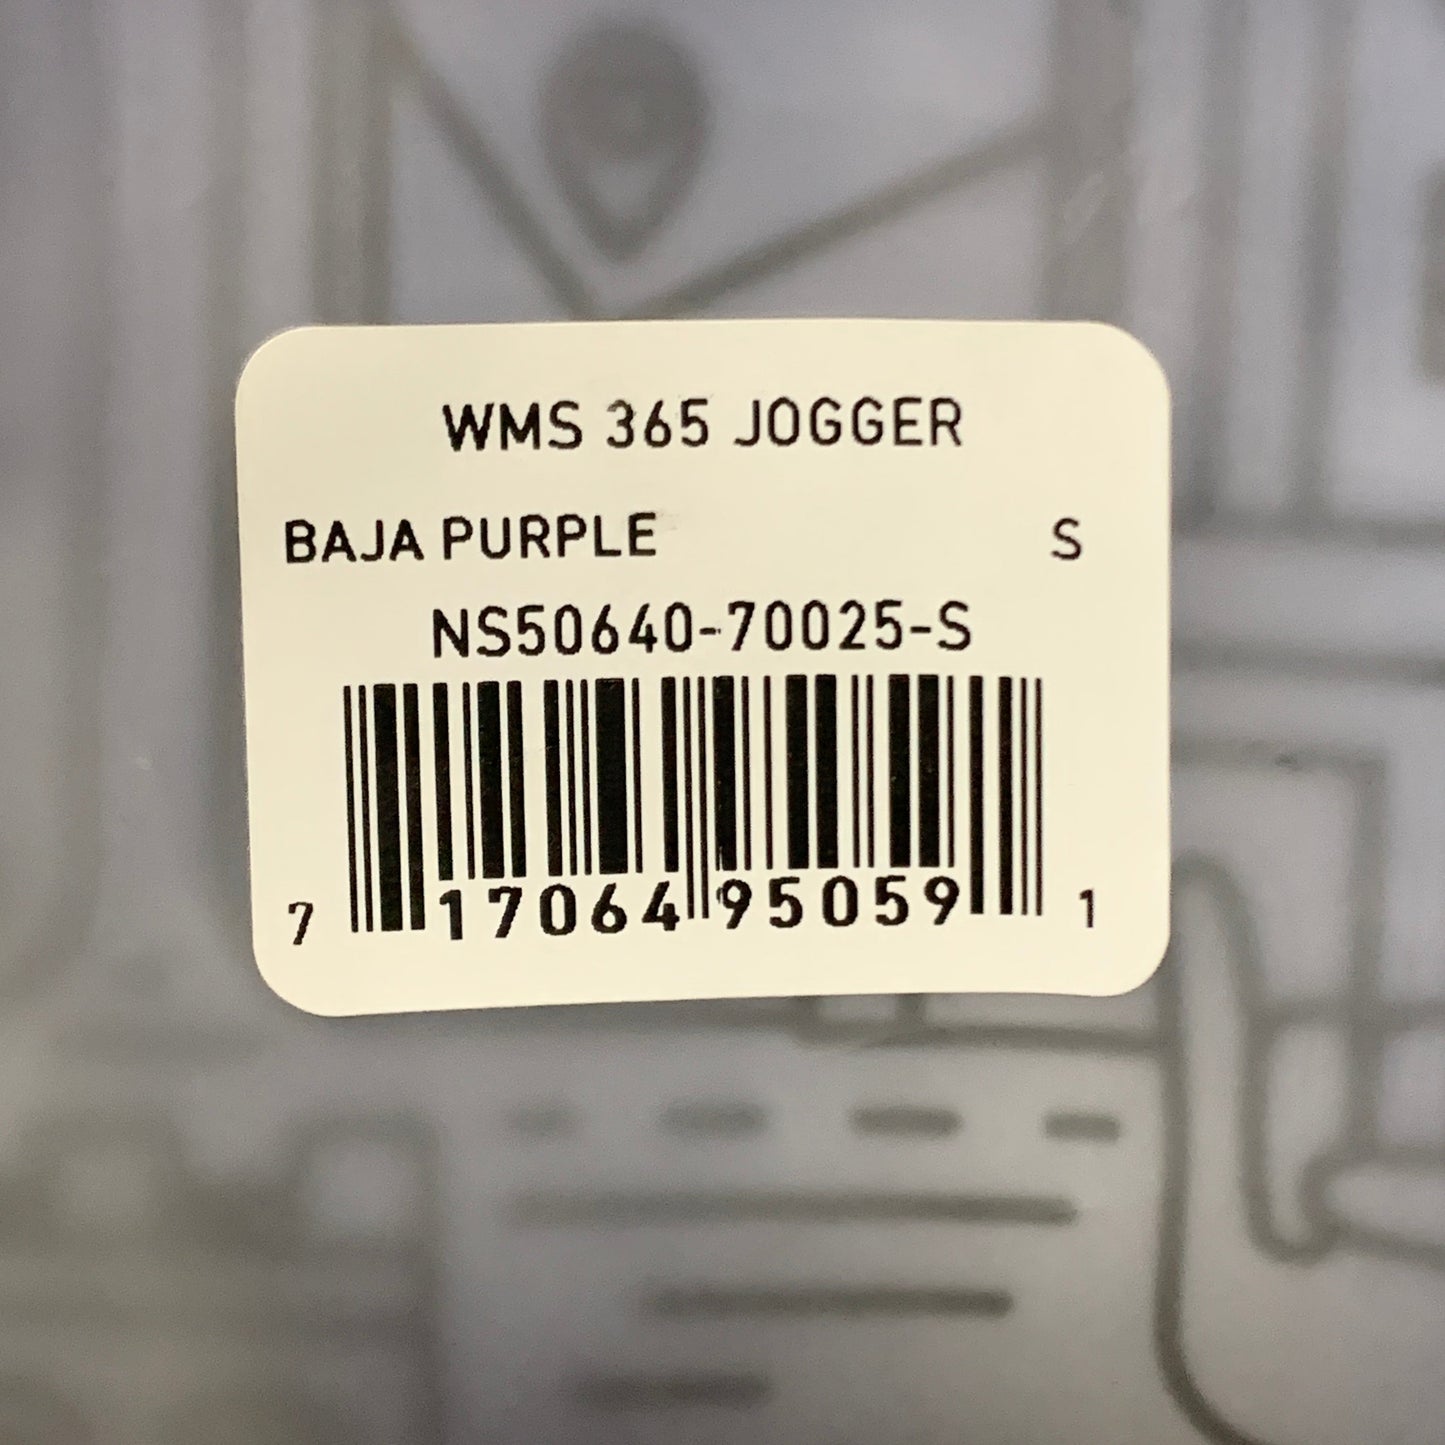 WMS 365 JOGGER
BAJA PURPLE S
NS50640-70025-S
7 17064 95059 1